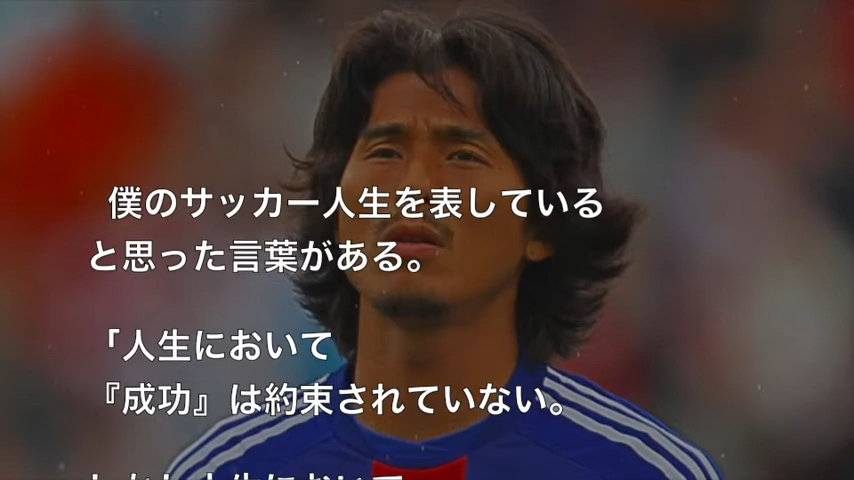 僕のサッカー人生を表している
と思った言葉がある。
「人生において
『成功』は約束されていない。